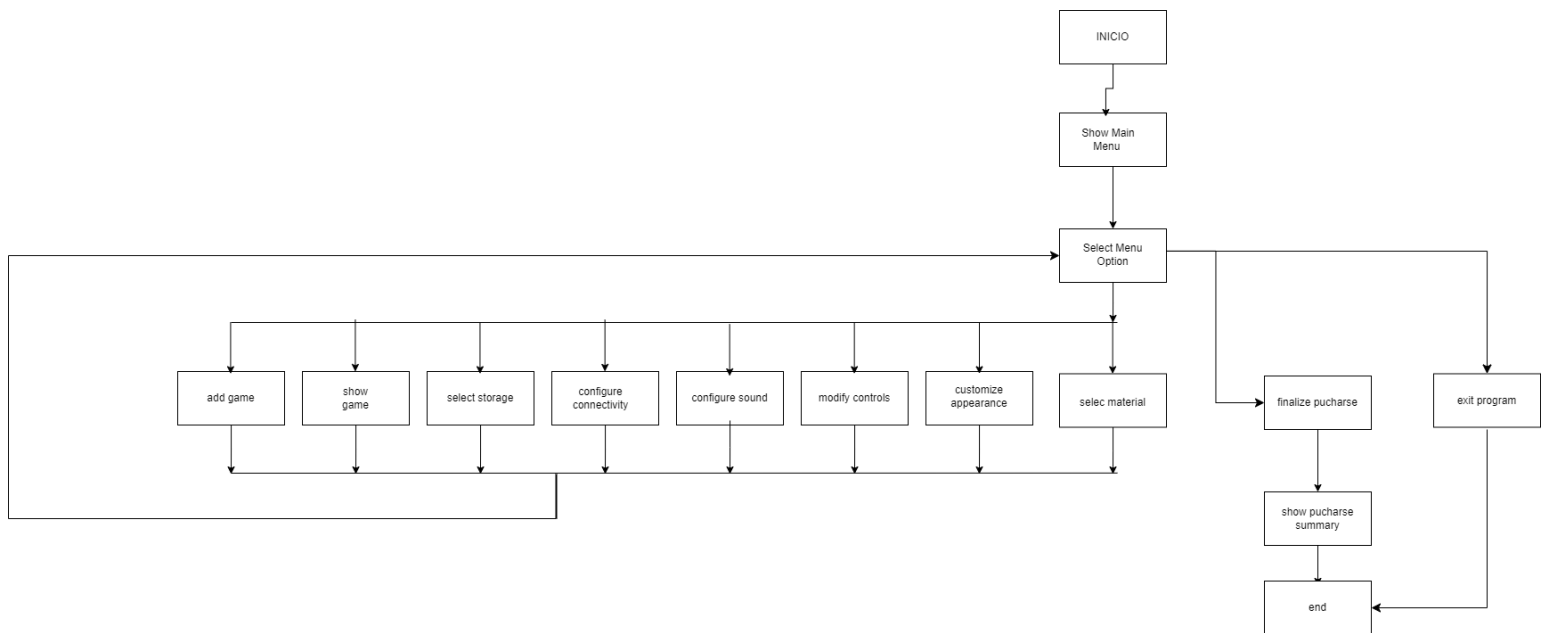 INICIO
Show Main
Menu
Select Menu
Option
add game
show
game
select storage
configure
connectivity
configure sound
modify controls
customize
appearance
selec material
finalize pucharse
exit program
show pucharse
summary
end